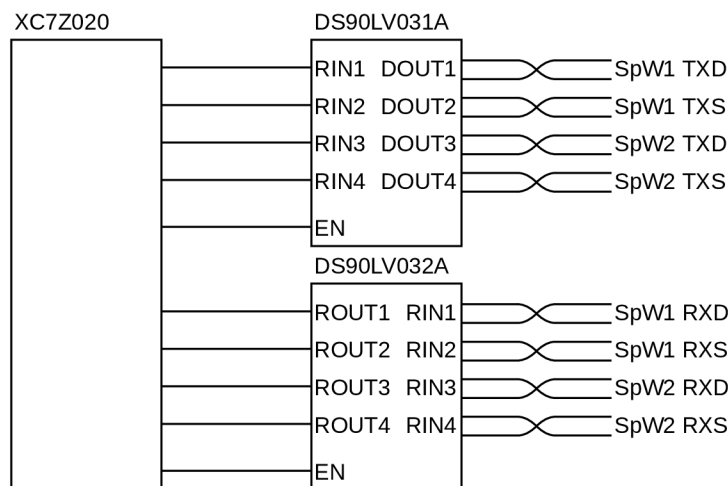 XC7Z020
DS90LV031A
RIN1 DOUT1 SpW1 TXD
RIN2 DOUT2 SpW1 TXS
RIN3 DOUT3 SpW2 TXD
RIN4 DOUT4 SpW2 TXS
EN
DS90LV032A
ROUT1 RIN1 SpW1 RXD
ROUT2 RIN2 SpW1 RXS
ROUT3 RIN3 SpW2 RXD
ROUT4 RIN4 SpW2 RXS
EN